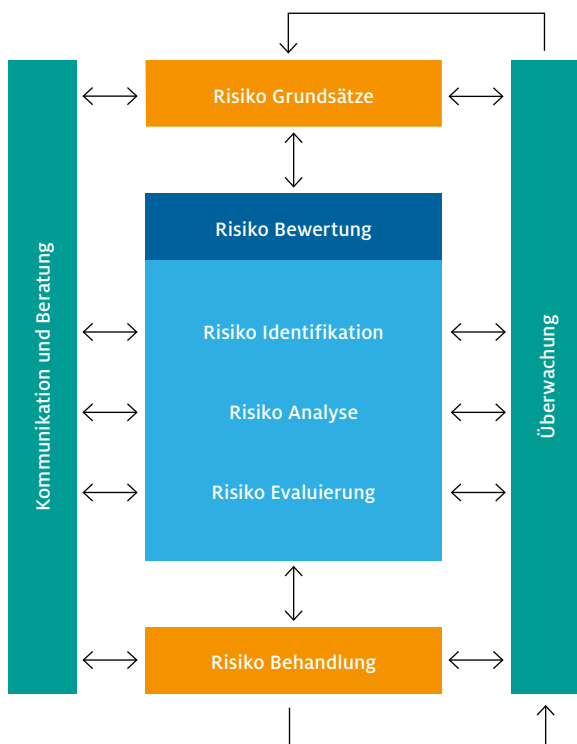 Risiko Grundsätze
Kommunikation und Beratung
Risiko Bewertung
Risiko Identifikation
Risiko Analyse
Risiko Evaluierung
Überwachung
Risiko Behandlung